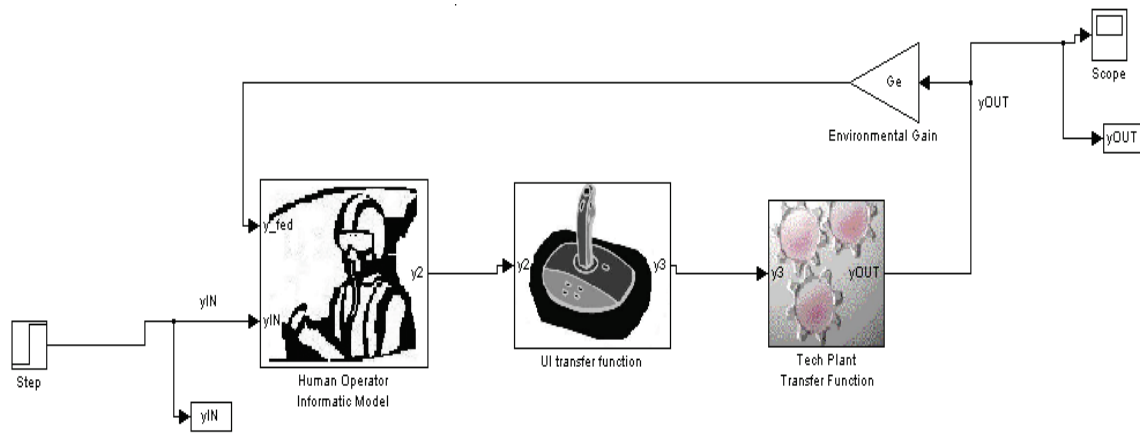 Scope
Ge
yOUT
Environmental Gain
yOUT
y_fed
y2
y2
y3
y3
yOUT
yIN
yIN
Step
UI transfer function
Tech Plant
Transfer Function
Human Operator
Informatic Model
yIN